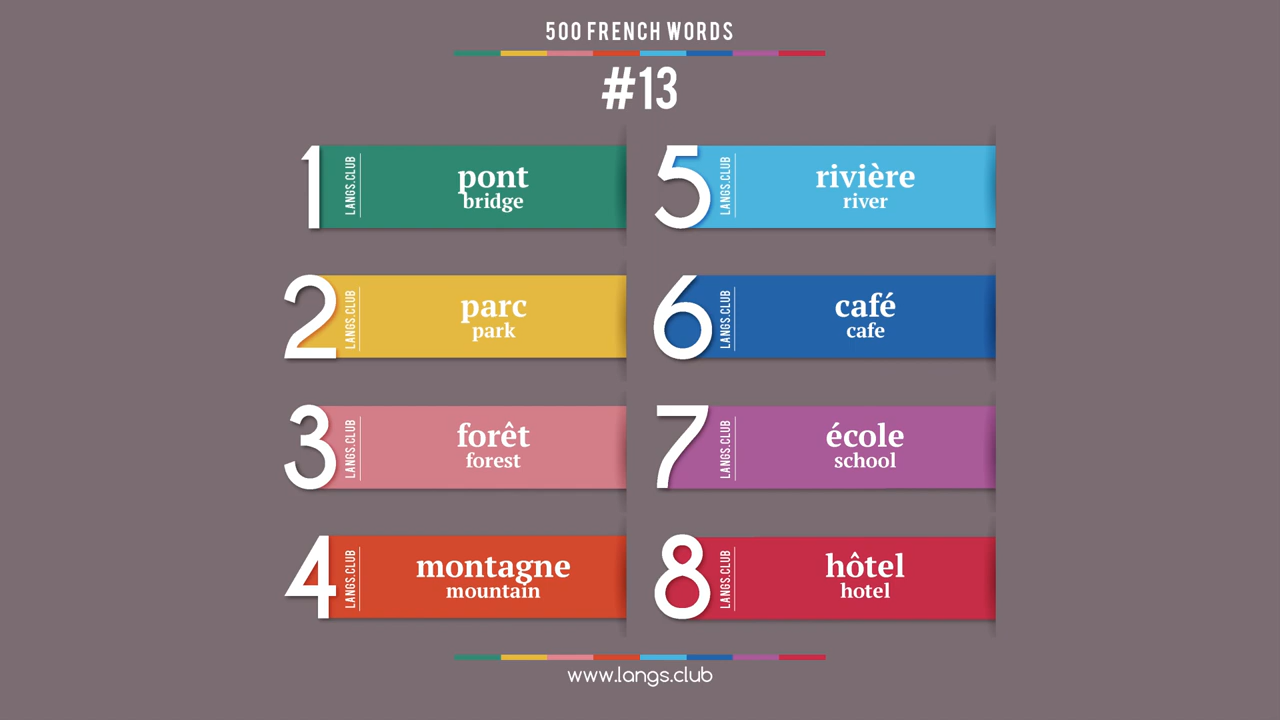 500 FRENCH WORDS
#13
1
LANGS.CLUB
pont
bridge
2
LANGS.CLUB
parc
park
3
LANGS.CLUB
forêt
forest
4
LANGS.CLUB
montagne
mountain
5
LANGS.CLUB
rivière
river
6
LANGS.CLUB
café
cafe
7
LANGS.CLUB
école
school
8
LANGS.CLUB
hôtel
hotel
www.langs.club